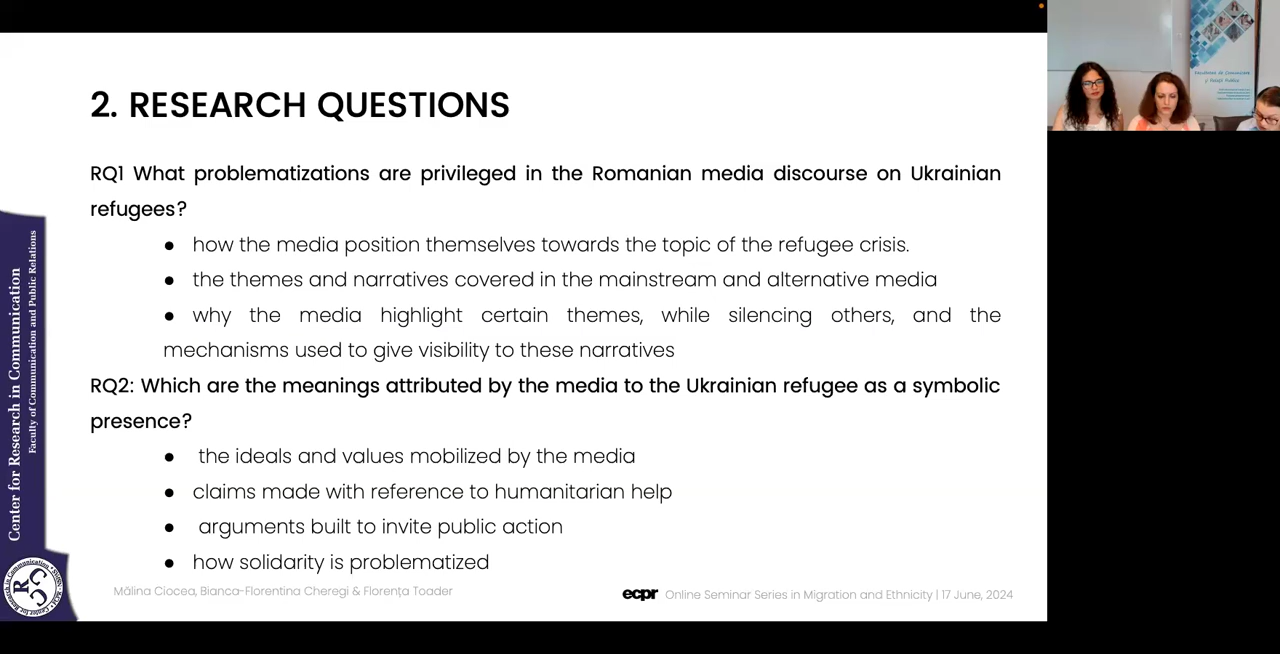 2. RESEARCH QUESTIONS
RQ1 What problematizations are privileged in the Romanian media discourse on Ukrainian
refugees?
● how the media position themselves towards the topic of the refugee crisis.
● the themes and narratives covered in the mainstream and alternative media
● why the media highlight certain themes, while silencing others, and the
mechanisms used to give visibility to these narratives
RQ2: Which are the meanings attributed by the media to the Ukrainian refugee as a symbolic
presence?
● the ideals and values mobilized by the media
● claims made with reference to humanitarian help
● arguments built to invite public action
● how solidarity is problematized
Mălina Ciocea, Bianca-Florentina Cheregi & Florența Toader
ecpr Online Seminar Series in Migration and Ethnicity | 17 June, 2024
Center for Research in Communication
Faculty of Communication and Public Relations